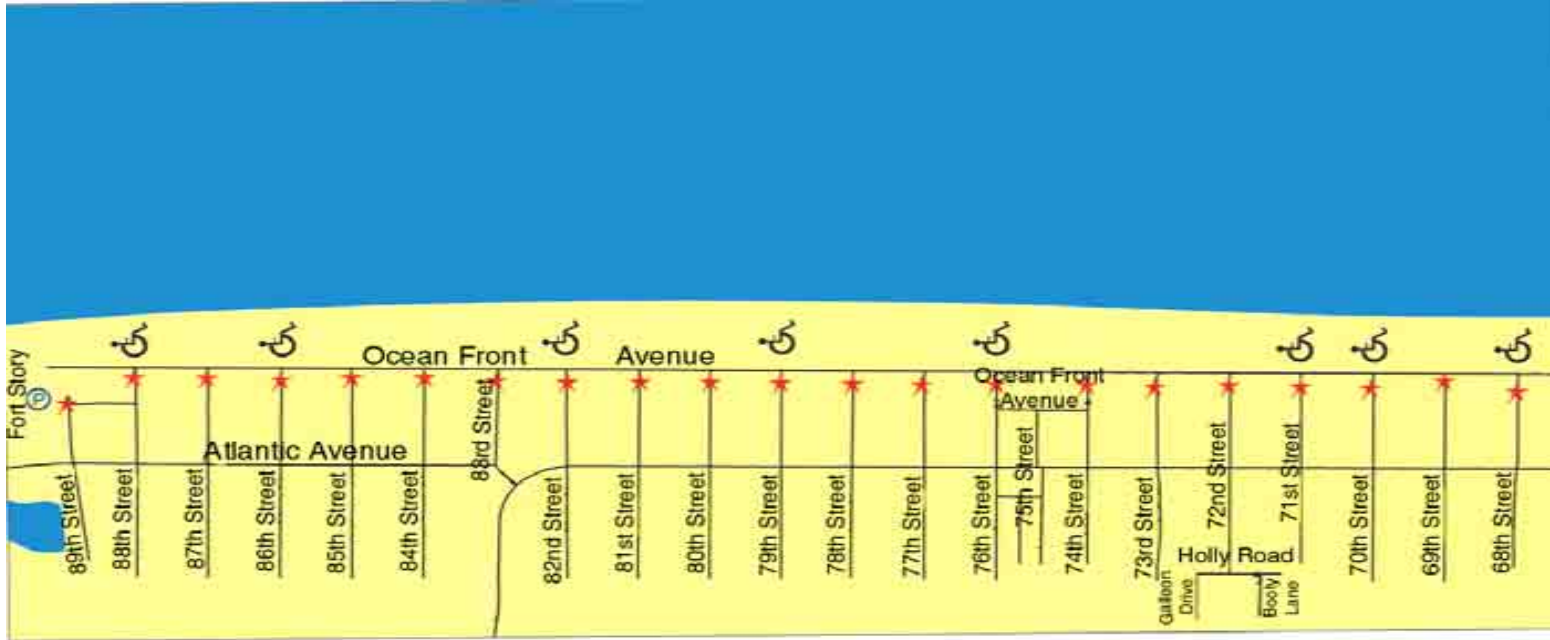 Fort Story
P
Ocean Front Avenue
Ocean Front
Avenue
Atlantic Avenue
89th Street
88th Street
87th Street
86th Street
85th Street
84th Street
88rd Street
82nd Street
81st Street
80th Street
79th Street
78th Street
77th Street
76th Street
75th Street
74th Street
73rd Street
72nd Street
71st Street
70th Street
69th Street
68th Street
Holly Road
Galleon
Drive
Booly
Lane